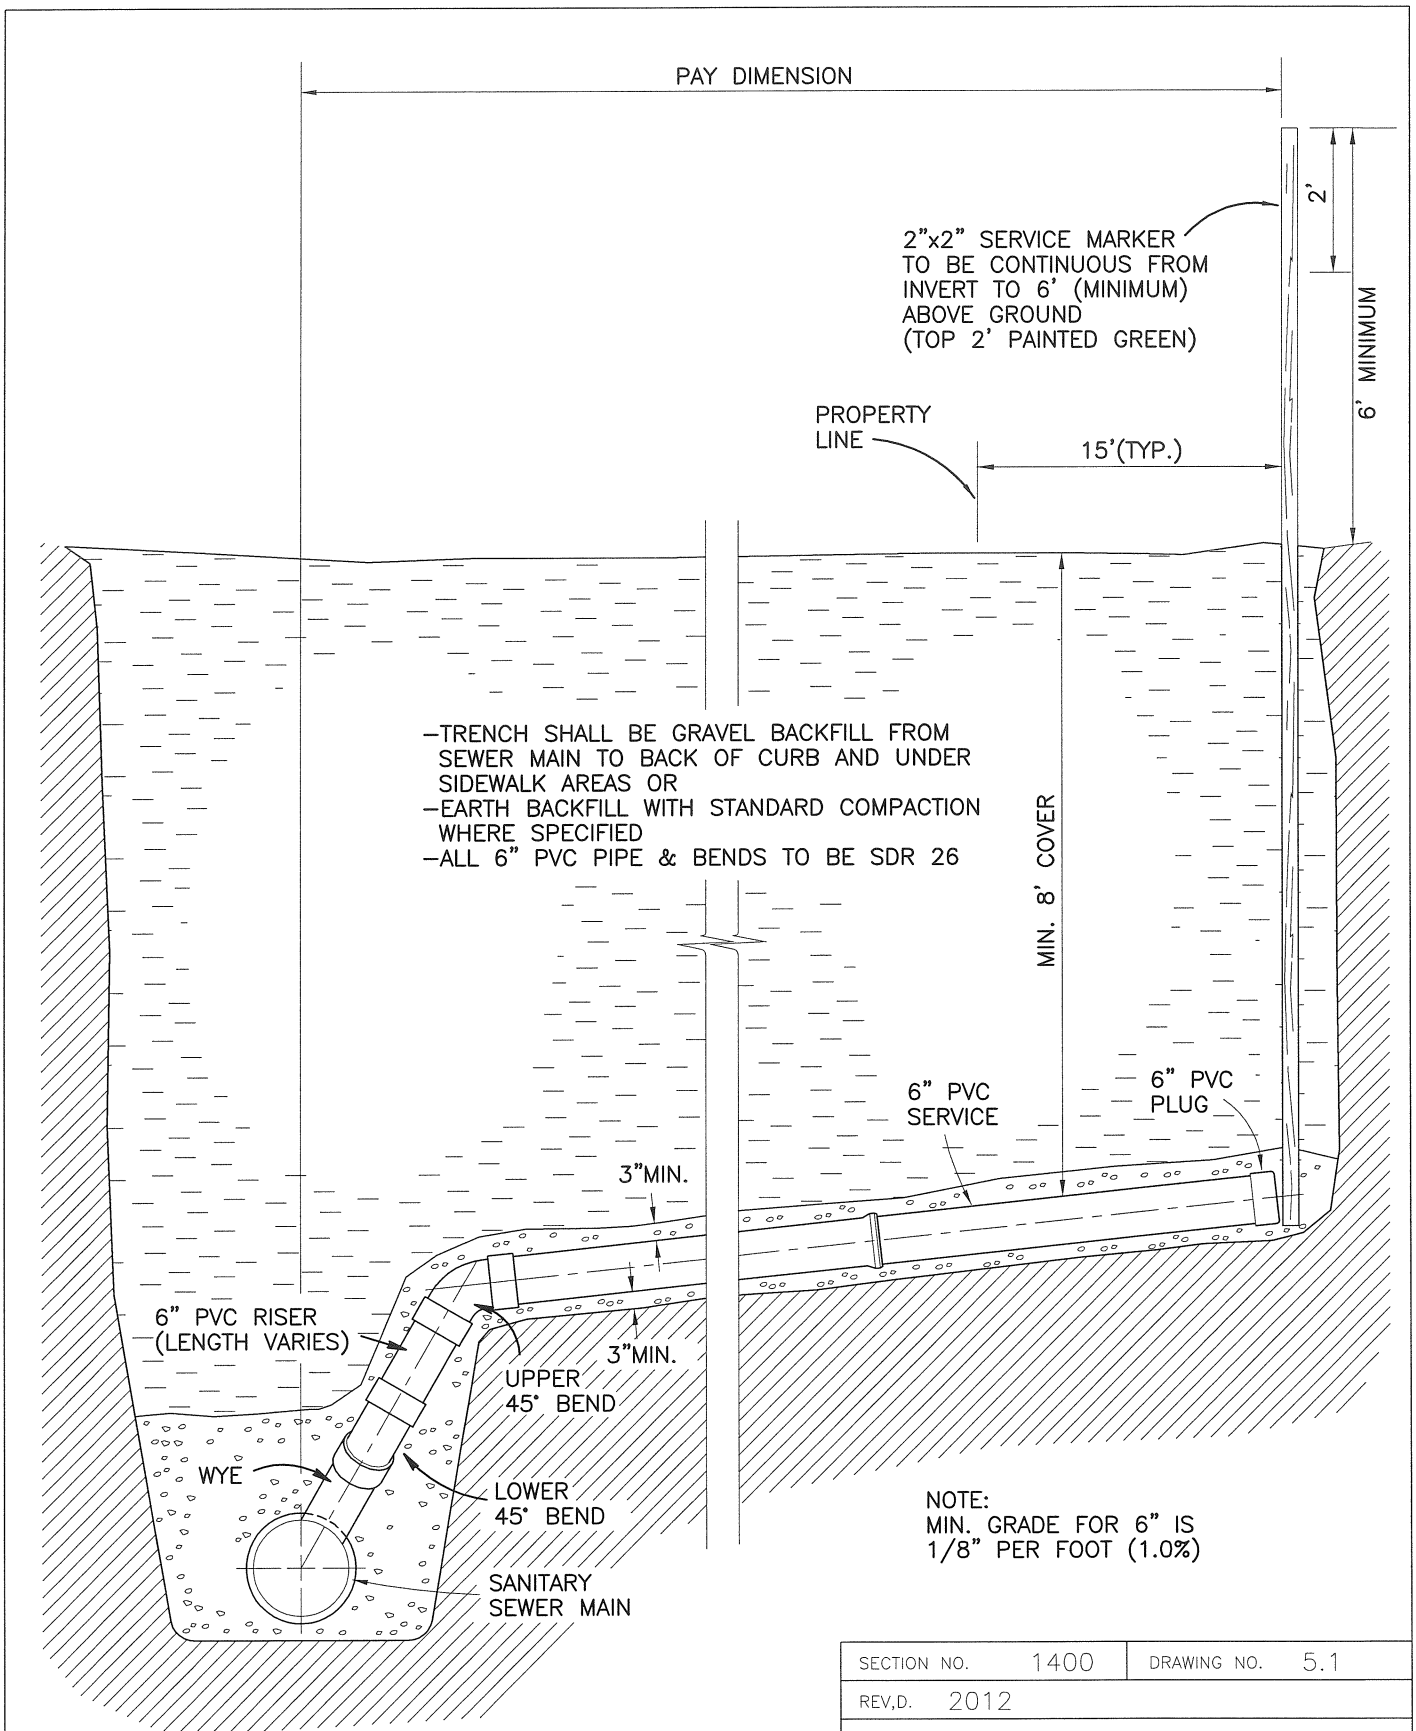 PAY DIMENSION
2'
2"x2" SERVICE MARKER
TO BE CONTINUOUS FROM
INVERT TO 6' (MINIMUM)
ABOVE GROUND
(TOP 2' PAINTED GREEN)
6' MINIMUM
PROPERTY
LINE
15'(TYP.)
-TRENCH SHALL BE GRAVEL BACKFILL FROM
SEWER MAIN TO BACK OF CURB AND UNDER
SIDEWALK AREAS OR
-EARTH BACKFILL WITH STANDARD COMPACTION
WHERE SPECIFIED
-ALL 6" PVC PIPE & BENDS TO BE SDR 26
MIN. 8' COVER
6" PVC
SERVICE
6" PVC
PLUG
3"MIN.
6" PVC RISER
(LENGTH VARIES)
3"MIN.
UPPER
45° BEND
WYE
LOWER
45° BEND
SANITARY
SEWER MAIN
NOTE:
MIN. GRADE FOR 6" IS
1/8" PER FOOT (1.0%)
SECTION NO. 1400 DRAWING NO. 5.1
REV,D. 2012